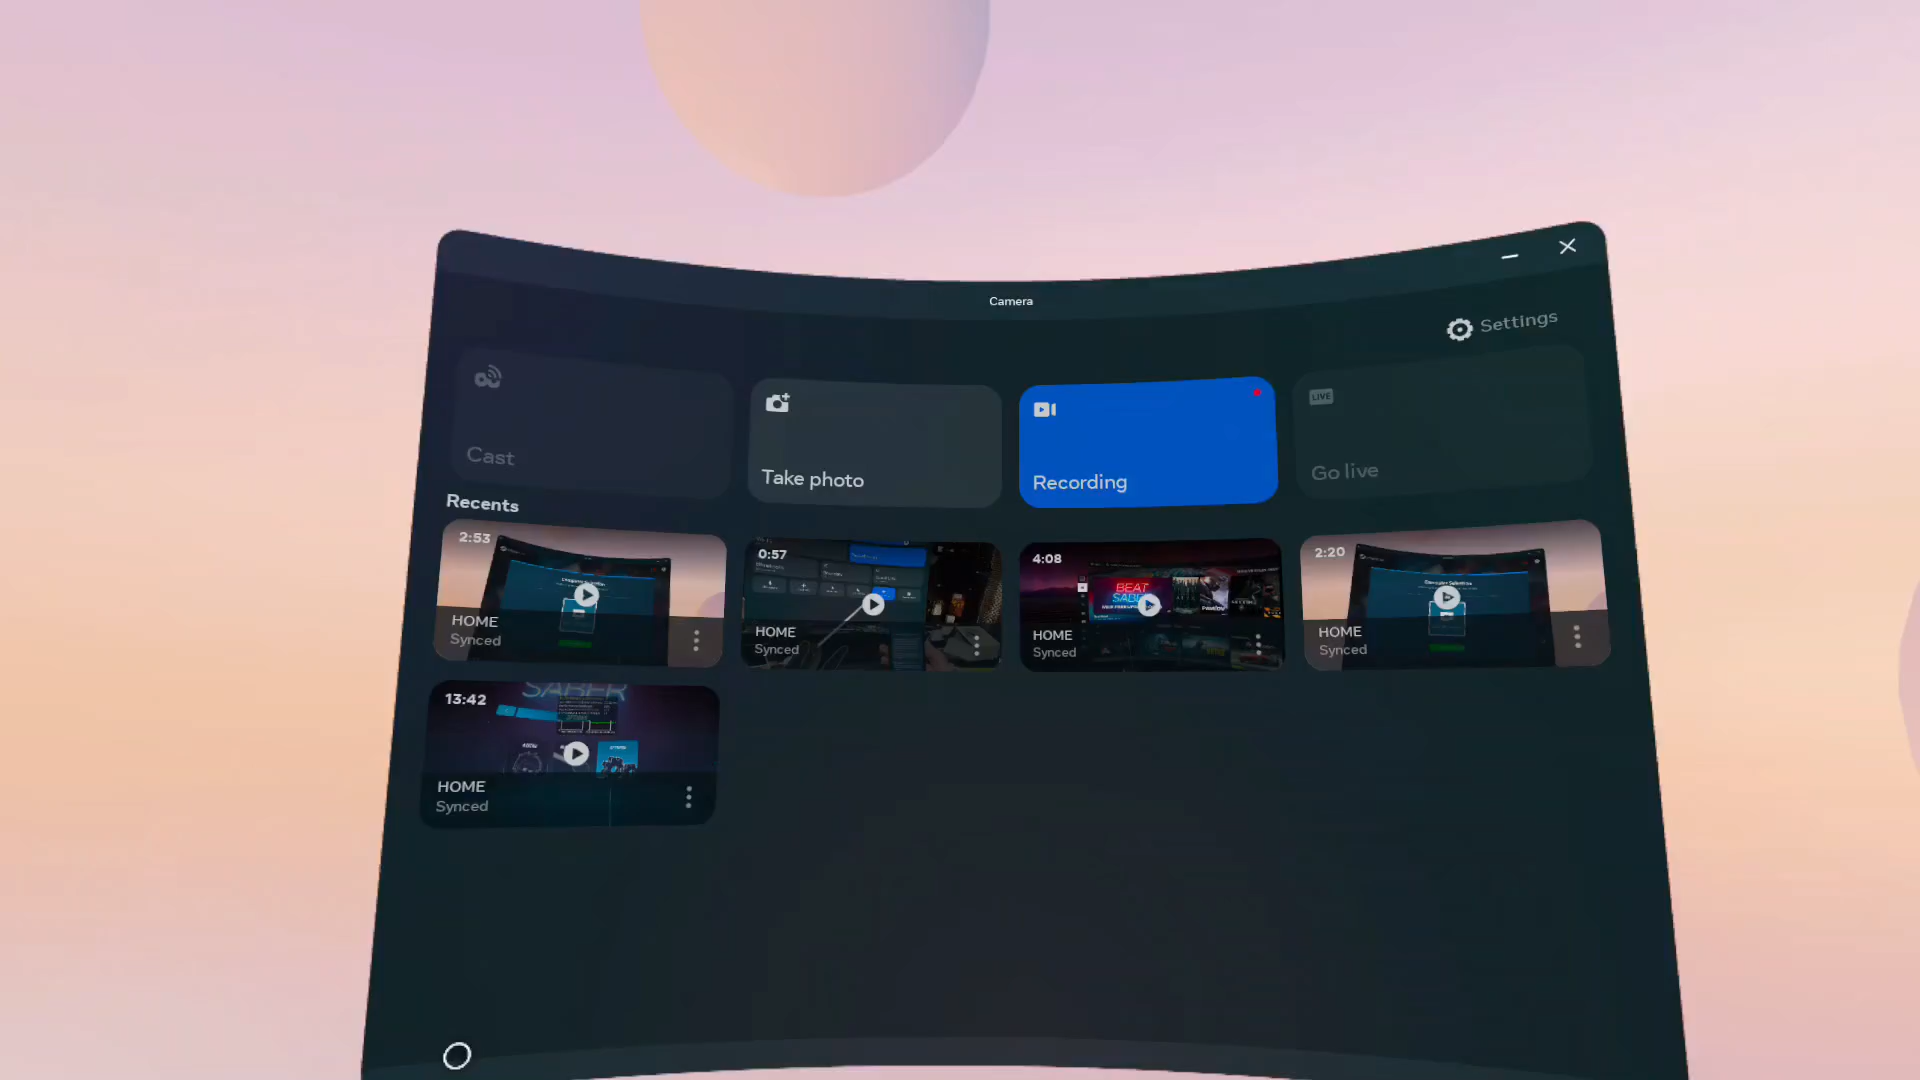 Camera
Settings
Cast
Take photo
Recording
LIVE
Go live
Recents
2:53
HOME
Synced
0:57
HOME
Synced
4:08
BEAT
SABER
HOME
Synced
2:20
HOME
Synced
13:42
SABER
HOME
Synced